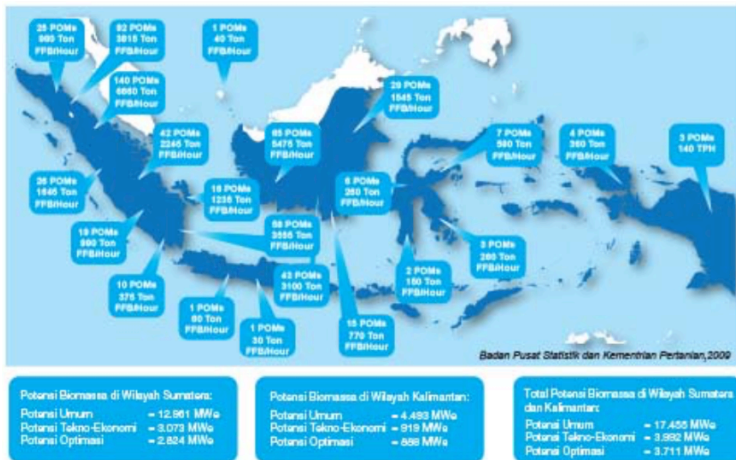 25 POMs
980 Ton
FFB/Hour
92 POMs
3815 Ton
FFB/Hour
1 POMs
40 Ton
FFB/Hour
140 POMs
6660 Ton
FFB/Hour
28 POMs
1545 Ton
FFB/Hour
42 POMs
2245 Ton
FFB/Hour
65 POMs
5475 Ton
FFB/Hour
7 POMs
590 Ton
FFB/Hour
4 POMs
360 Ton
FFB/Hour
3 POMs
140 TPH
26 POMs
1645 Ton
FFB/Hour
16 POMs
1235 Ton
FFB/Hour
6 POMs
260 Ton
FFB/Hour
19 POMs
990 Ton
FFB/Hour
58 POMs
3555 Ton
FFB/Hour
3 POMs
FFB/Hour
10 POMs
375 Ton
FFB/Hour
43 POMs
3100 Ton
FFB/Hour
2 POMs
150 Ton
FFB/Hour
1 POMs
60 Ton
FFB/Hour
1 POMs
30 Ton
FFB/Hour
15 POMs
770 Ton
FFB/Hour
Badan Pusat Statistik dan Kementrian Pertanian,2009
Potensi Biomassa di Wilayah Sumatera:
Potensi Umum = 12.961 MWe
Potensi Tekno-Ekonomi = 3.073 MWe
Potensi Optimasi = 2.824 MWe
Potensi Biomassa di Wilayah Kalimantan:
Potensi Umum = 4.493 MWe
Potensi Tekno-Ekonomi = 919 MWe
Potensi Optimasi = MWe
Total Potensi Biomassa di Wilayah Sumatera
dan Kalimantan:
Potensi Umum = 17.455 MWe
Potensi Tekno-Ekonomi = 3.992 MWe
Potensi Optimasi = 3.711 MWe